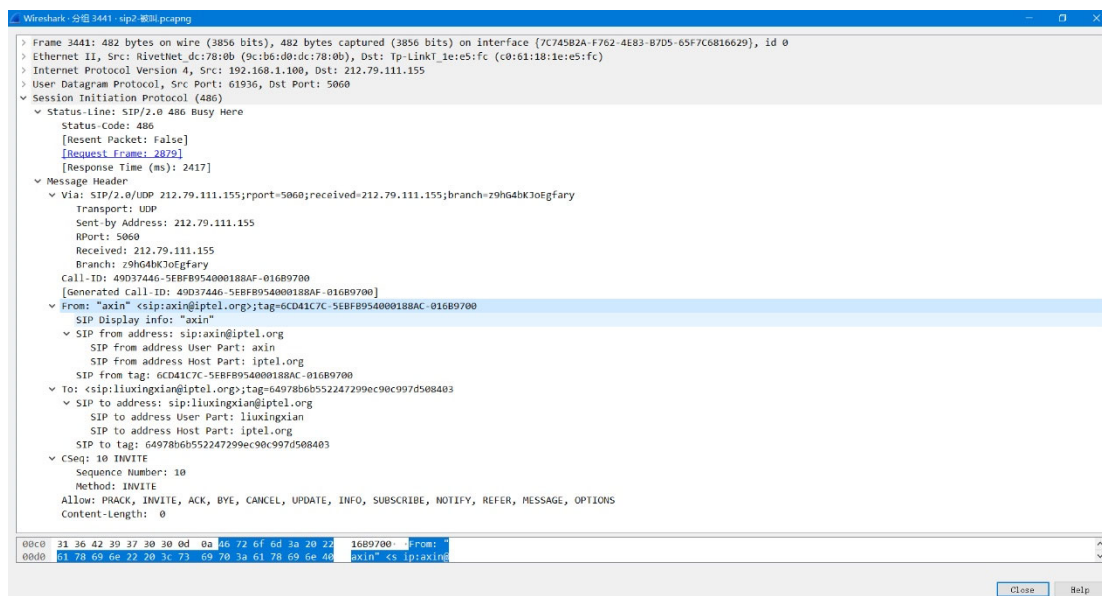 Wireshark · 分组 3441 · sip2-被叫.pcapng
Frame 3441: 482 bytes on wire (3856 bits), 482 bytes captured (3856 bits) on interface {7C745B2A-F762-4E83-B7D5-65F7C6816629}, id 0
Ethernet II, Src: RivetNet_dc:78:0b (9c:b6:d0:dc:78:0b), Dst: Tp-LinkT_1e:e5:fc (c0:61:18:1e:e5:fc)
Internet Protocol Version 4, Src: 192.168.1.100, Dst: 212.79.111.155
User Datagram Protocol, Src Port: 61936, Dst Port: 5060
Session Initiation Protocol (486)
Status-Line: SIP/2.0 486 Busy Here
Status-Code: 486
[Resent Packet: False]
[Request Frame: 2879]
[Response Time (ms): 2417]
Message Header
Via: SIP/2.0/UDP 212.79.111.155;rport=5060;received=212.79.111.155;branch=z9hG4bKJoEgfary
Transport: UDP
Sent-by Address: 212.79.111.155
RPort: 5060
Received: 212.79.111.155
Branch: z9hG4bKJoEgfary
Call-ID: 49D37446-5EBFB954000188AF-016B9700
[Generated Call-ID: 49D37446-5EBFB954000188AF-016B9700]
From: "axin" <sip:axin@iptel.org>;tag=6CD41C7C-5EBFB954000188AC-016B9700
SIP Display info: "axin"
SIP from address: sip:axin@iptel.org
SIP from address User Part: axin
SIP from address Host Part: iptel.org
SIP from tag: 6CD41C7C-5EBFB954000188AC-016B9700
To: <sip:liuxingxian@iptel.org>;tag=64978b6b552247299ec90c997d508403
SIP to address: sip:liuxingxian@iptel.org
SIP to address User Part: liuxingxian
SIP to address Host Part: iptel.org
SIP to tag: 64978b6b552247299ec90c997d508403
CSeq: 10 INVITE
Sequence Number: 10
Method: INVITE
Allow: PRACK, INVITE, ACK, BYE, CANCEL, UPDATE, INFO, SUBSCRIBE, NOTIFY, REFER, MESSAGE, OPTIONS
Content-Length: 0
00c0 31 36 42 39 37 30 30 0d 0a 46 72 6f 6d 3a 20 22 16B9700· ·From: "
00d0 61 78 69 6e 22 20 3c 73 69 70 3a 61 78 69 6e 40 axin" <s ip:axin@
Close Help